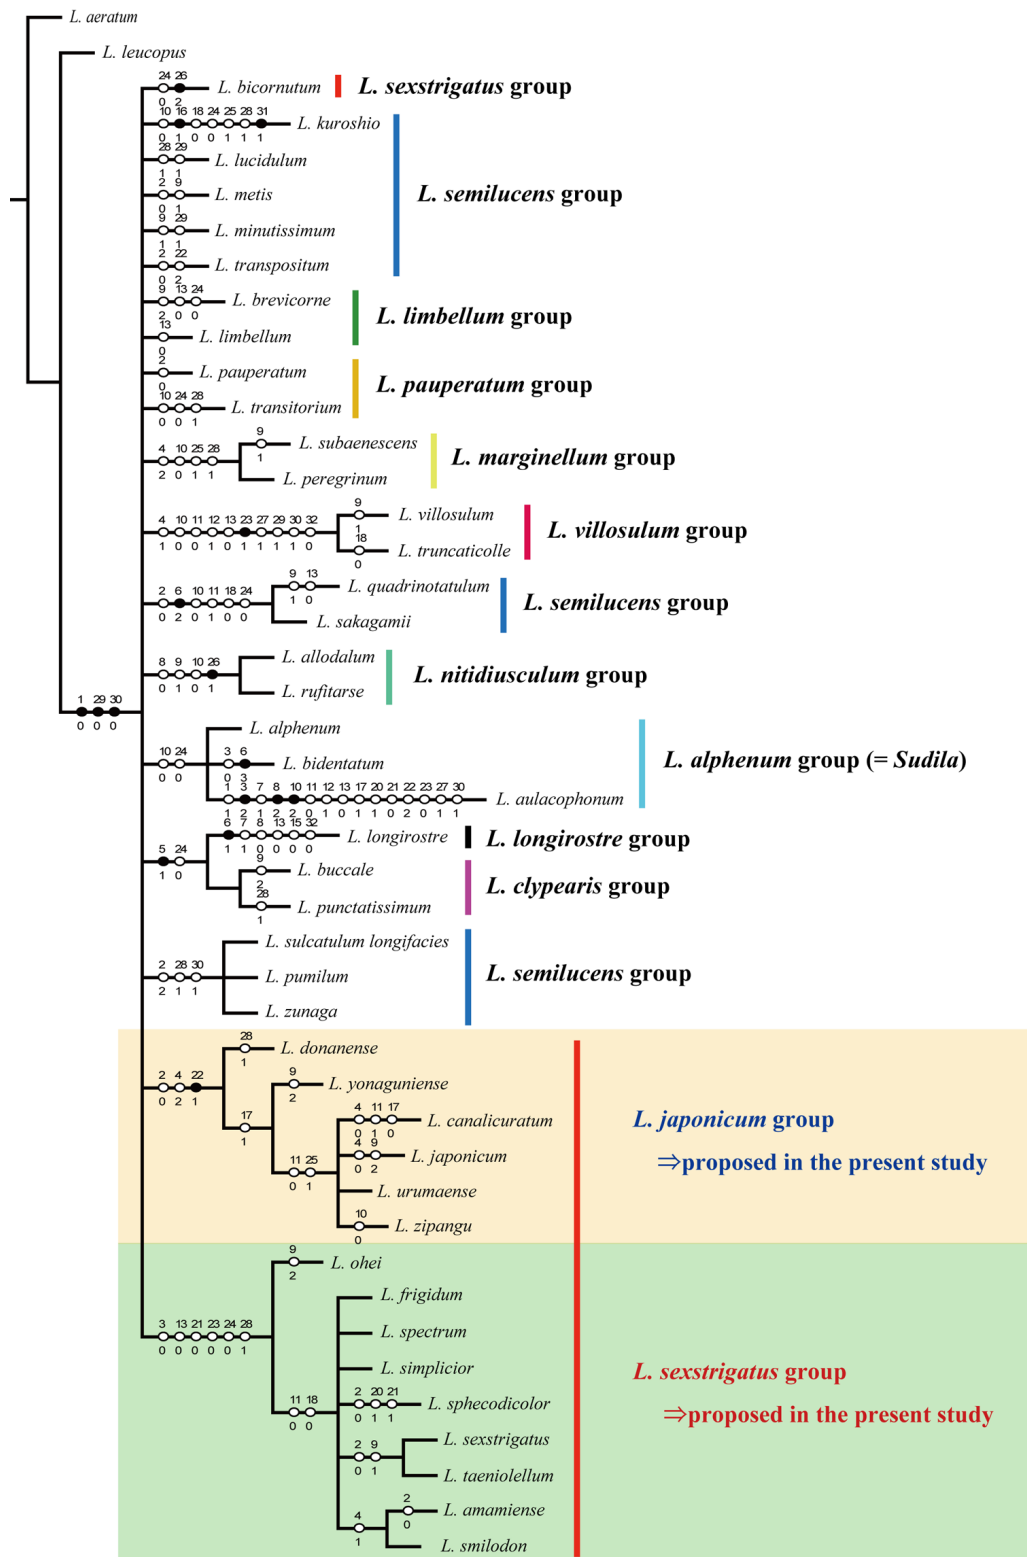 L. aeratum
L. leucopus
24 26
L. bicornutum
L. sexstrigatus group
0 2
10 16 18 24 25 28 31
L. kuroshio
0 1 0 0 1 1 1
28 29
L. lucidulum
1 1
2 9
L. metis
L. semilucens group
0 1
9 29
L. minutissimum
1 1
2 22
L. transpositum
0 2
9 13 24
L. brevicorne
2 0 0
L. limbellum group
13
L. limbellum
0
2
L. pauperatum
0
L. pauperatum group
10 24 28
L. transitorium
0 0 1
9
L. subaenescens
1
4 10 25 28
2 0 1 1
L. marginellum group
L. peregrinum
9
L. villosulum
1
4 10 11 12 13 23 27 29 30 32
1 0 0 1 0 1 1 1 1 0
L. villosulum group
18
L. truncaticolle
0
9 13
L. quadrinotatulum
1 0
2 6 10 11 18 24
0 2 0 1 0 0
L. semilucens group
L. sakagamii
L. allodalum
8 9 10 26
0 1 0 1
L. nitidiusculum group
L. rufitarse
1 29 30
0 0 0
L. alphenum
10 24
0 0
3 6
L. bidentatum
0 3
L. alphenum group (= Sudila)
1 3 7 8 10 11 12 13 17 20 21 22 23 27 30
L. aulacophonum
1 2 1 2 2 0 1 0 1 1 0 2 0 1 1
6 7 8 13 15 32
L. longirostre
1 1 0 0 0 0
L. longirostre group
5 24
1 0
9
L. buccale
2
L. clypearis group
28
L. punctatissimum
1
L. sulcatulum longifacies
2 28 30
2 1 1
L. pumilum
L. semilucens group
L. zunaga
28
L. donanense
1
2 4 22
0 2 1
9
L. yonaguniense
2
17
1
4 11 17
L. canalicuratum
0 1 0
L. japonicum group
4 9
L. japonicum
0 2
⇒proposed in the present study
11 25
0 1
L. urumaense
10
L. zipangu
0
9
L. ohei
2
L. frigidum
3 13 21 23 24 28
0 0 0 0 0 1
L. spectrum
L. simplicior
L. sexstrigatus group
2 20 21
L. sphecodicolor
0 1 1
⇒proposed in the present study
11 18
0 0
L. sexstrigatus
2 9
0 1
L. taeniolellum
2
L. amamiense
0
4
1
L. smilodon